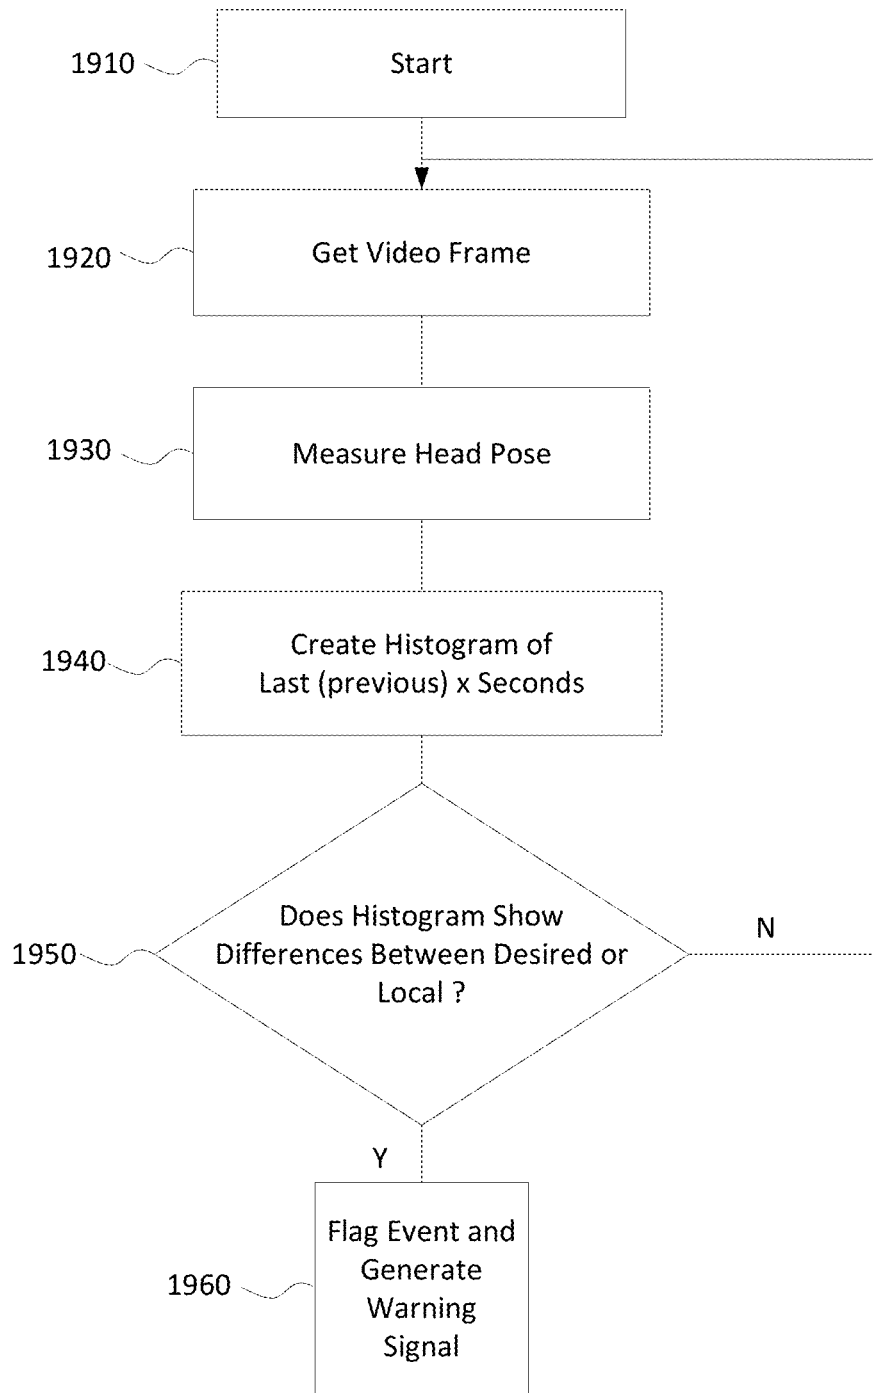 1910
Start
1920
Get Video Frame
1930
Measure Head Pose
1940
Create Histogram of
Last (previous) x Seconds
1950
Does Histogram Show
Differences Between Desired or
Local ?
N
Y
1960
Flag Event and
Generate
Warning
Signal